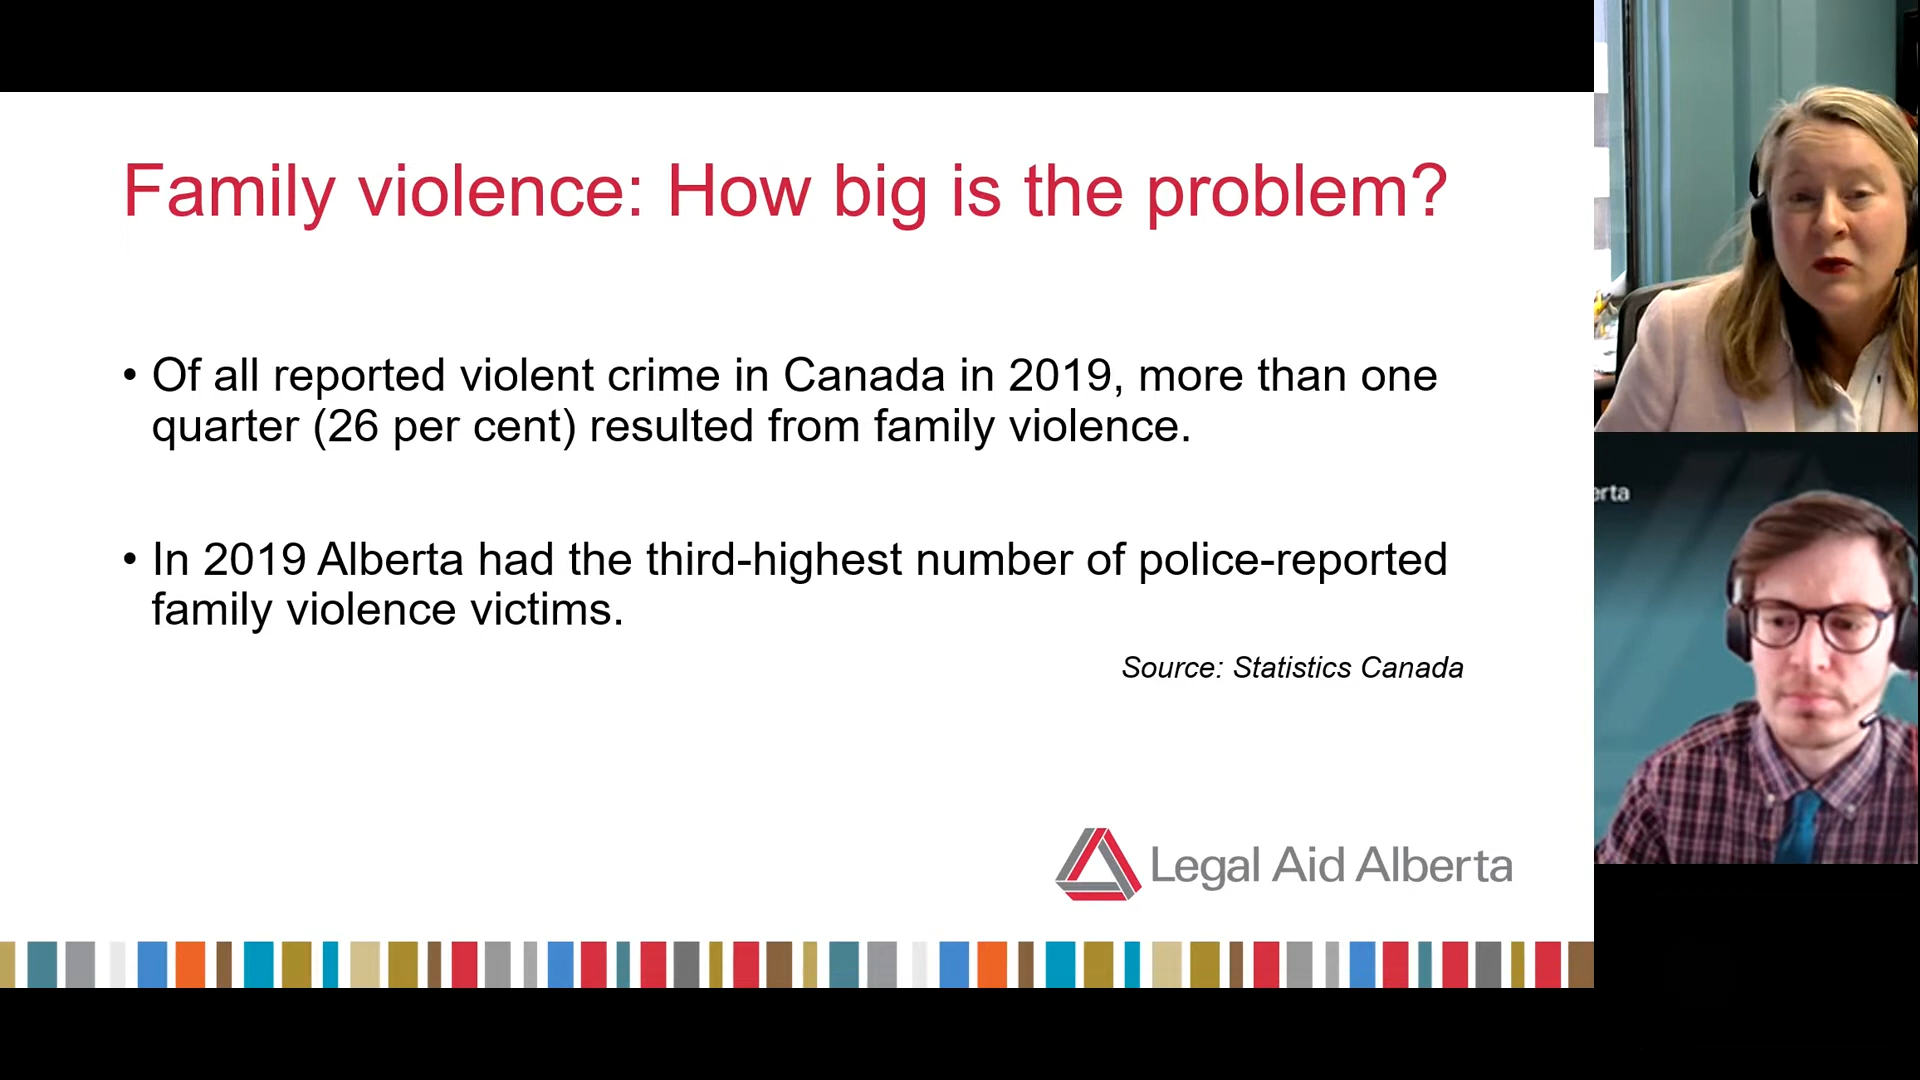 Family violence: How big is the problem?
• Of all reported violent crime in Canada in 2019, more than one
quarter (26 per cent) resulted from family violence.
• In 2019 Alberta had the third-highest number of police-reported
family violence victims.
Source: Statistics Canada
Legal Aid Alberta
erta